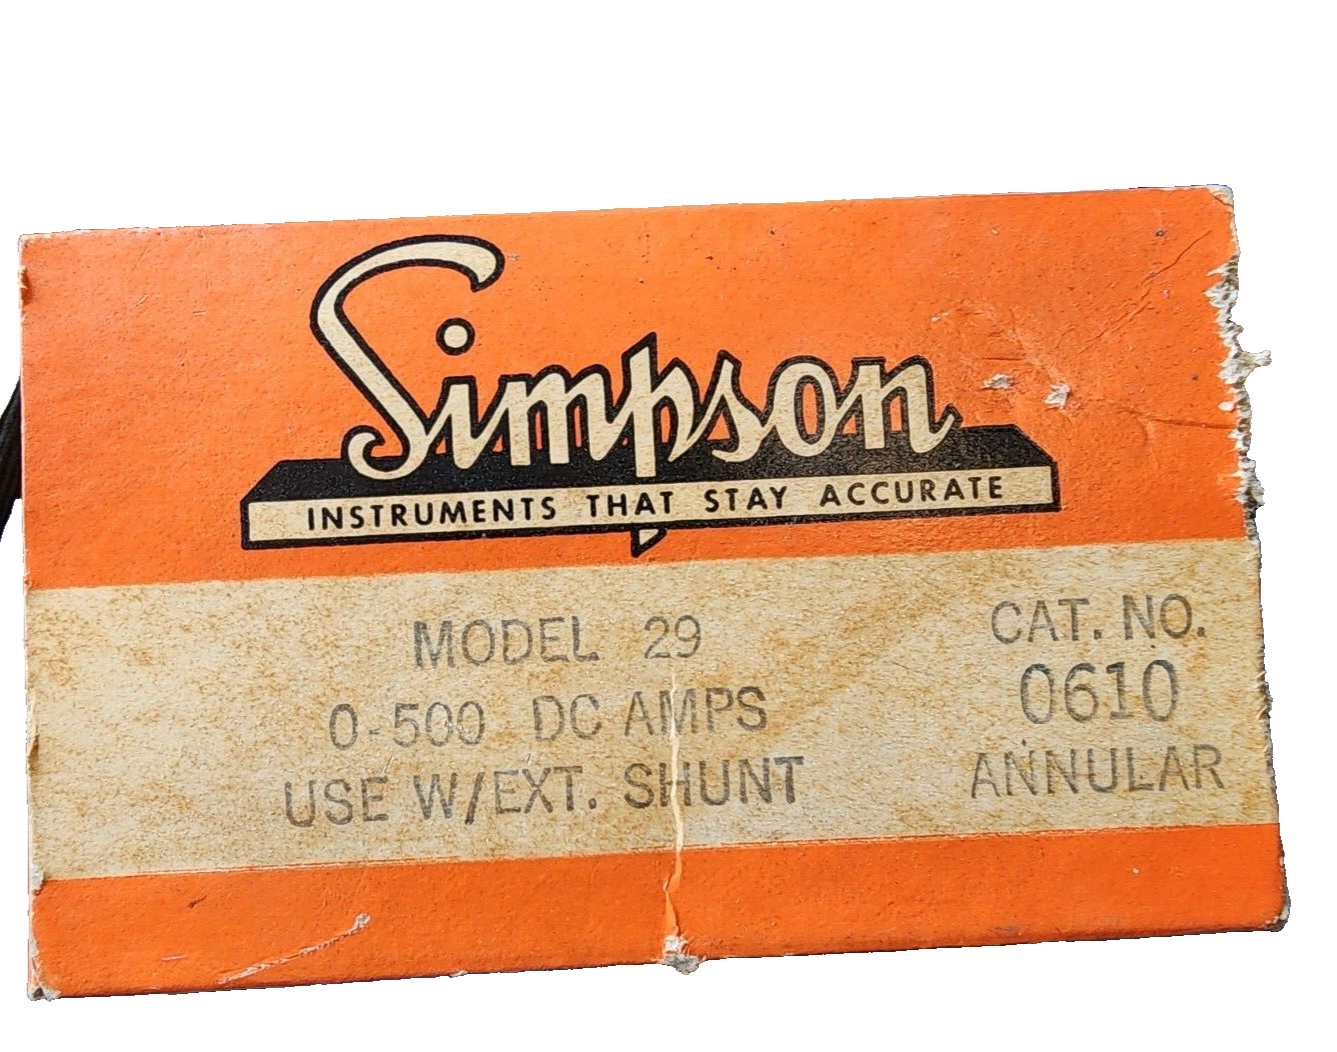 Simpson
INSTRUMENTS THAT STAY ACCURATE
MODEL 29
0-500 DC AMPS
USE W/EXT. SHUNT
CAT. NO.
0610
ANNULAR